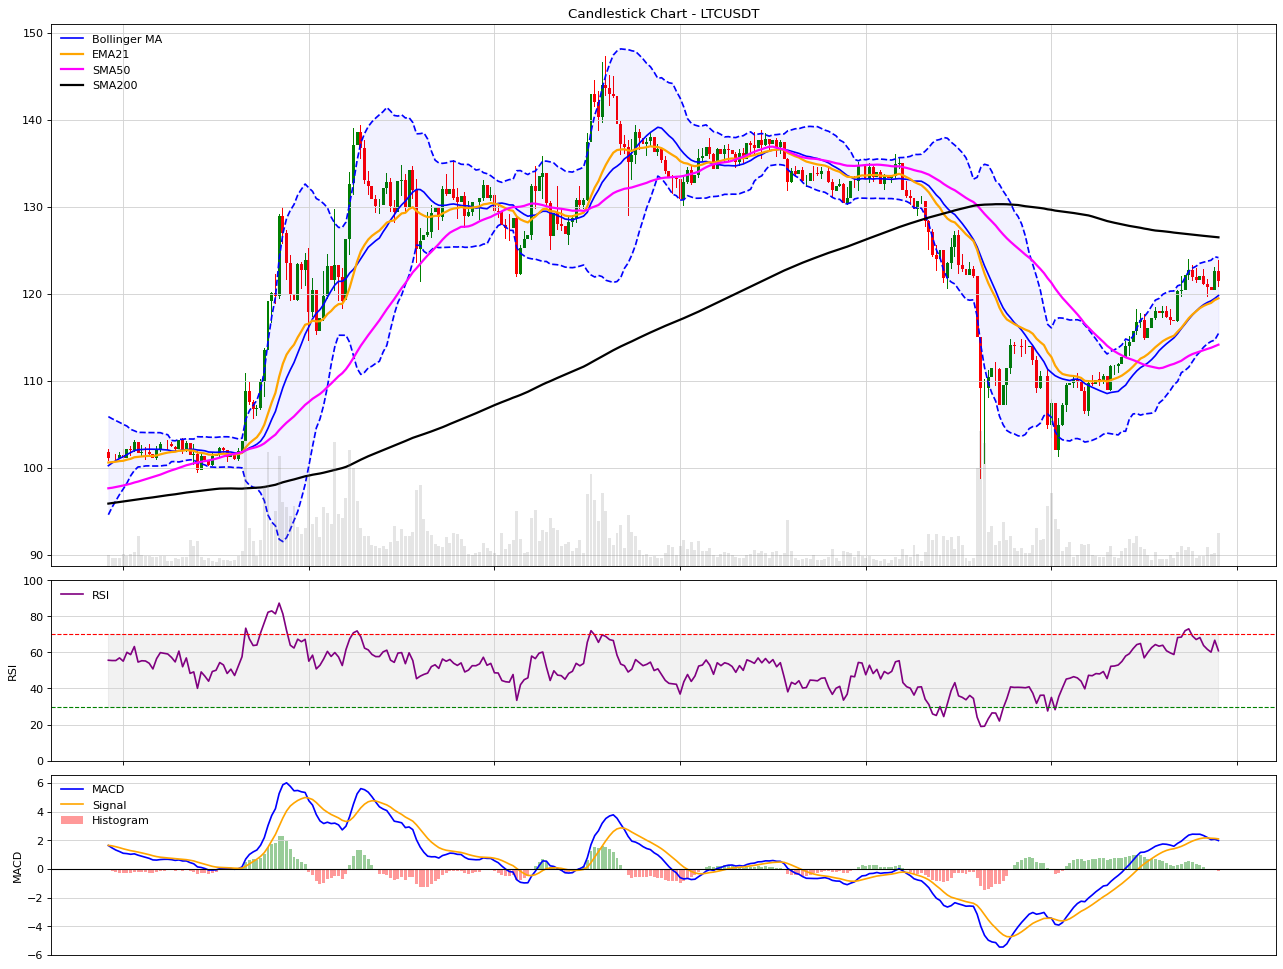 Candlestick Chart - LTCUSDT
Bollinger MA
EMA21
SMA50
SMA200
150
140
130
120
110
100
90
RSI
100
80
60
40
20
0
RSI
MACD
Signal
Histogram
6
4
2
0
−2
−4
−6
MACD